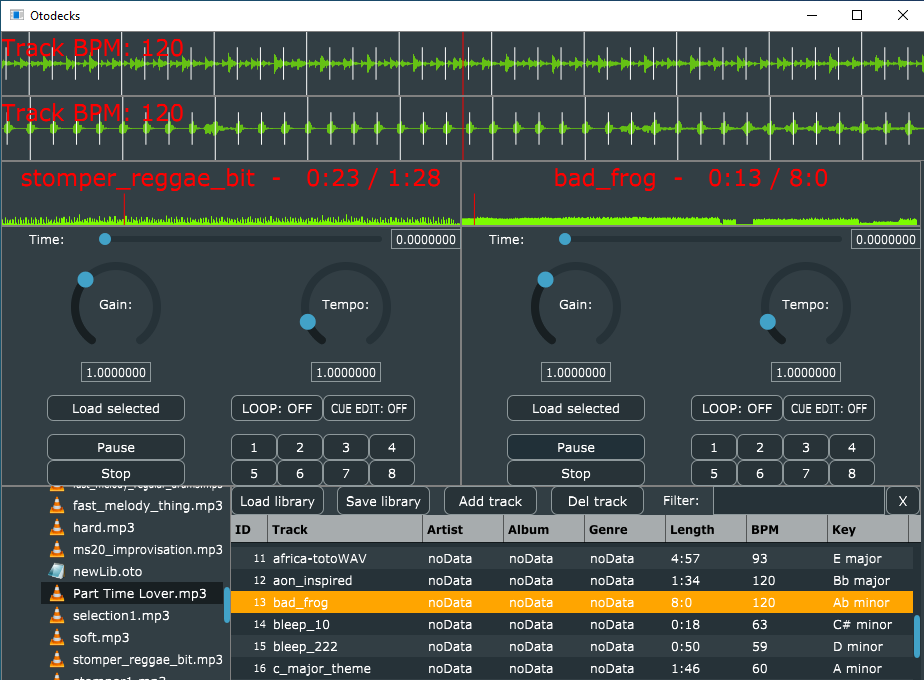 Otodecks
Track BPM: 120
Track BPM: 120
stomper_reggae_bit - 0:23 / 1:28
bad_frog - 0:13 / 8:0
Time: 0.0000000
Time: 0.0000000
Gain: Tempo:
Gain: Tempo:
1.0000000 1.0000000
1.0000000 1.0000000
Load selected LOOP: OFF CUE EDIT: OFF
Load selected LOOP: OFF CUE EDIT: OFF
Pause 1 2 3 4
Pause 1 2 3 4
Stop 5 6 7 8
Stop 5 6 7 8
fast_melody_thing.mp3
hard.mp3
ms20_improvisation.mp3
newLib.oto
Part Time Lover.mp3
selection1.mp3
soft.mp3
stomper_reggae_bit.mp3
stomper1.mp3
Load library Save library Add track Del track Filter: X
ID Track Artist Album Genre Length BPM Key
11 africa-totoWAV noData noData noData 4:57 93 E major
12 aon_inspired noData noData noData 1:34 120 Bb major
13 bad_frog noData noData noData 8:0 120 Ab minor
14 bleep_10 noData noData noData 0:18 63 C# minor
15 bleep_222 noData noData noData 0:50 59 D minor
16 c_major_theme noData noData noData 1:46 60 A minor